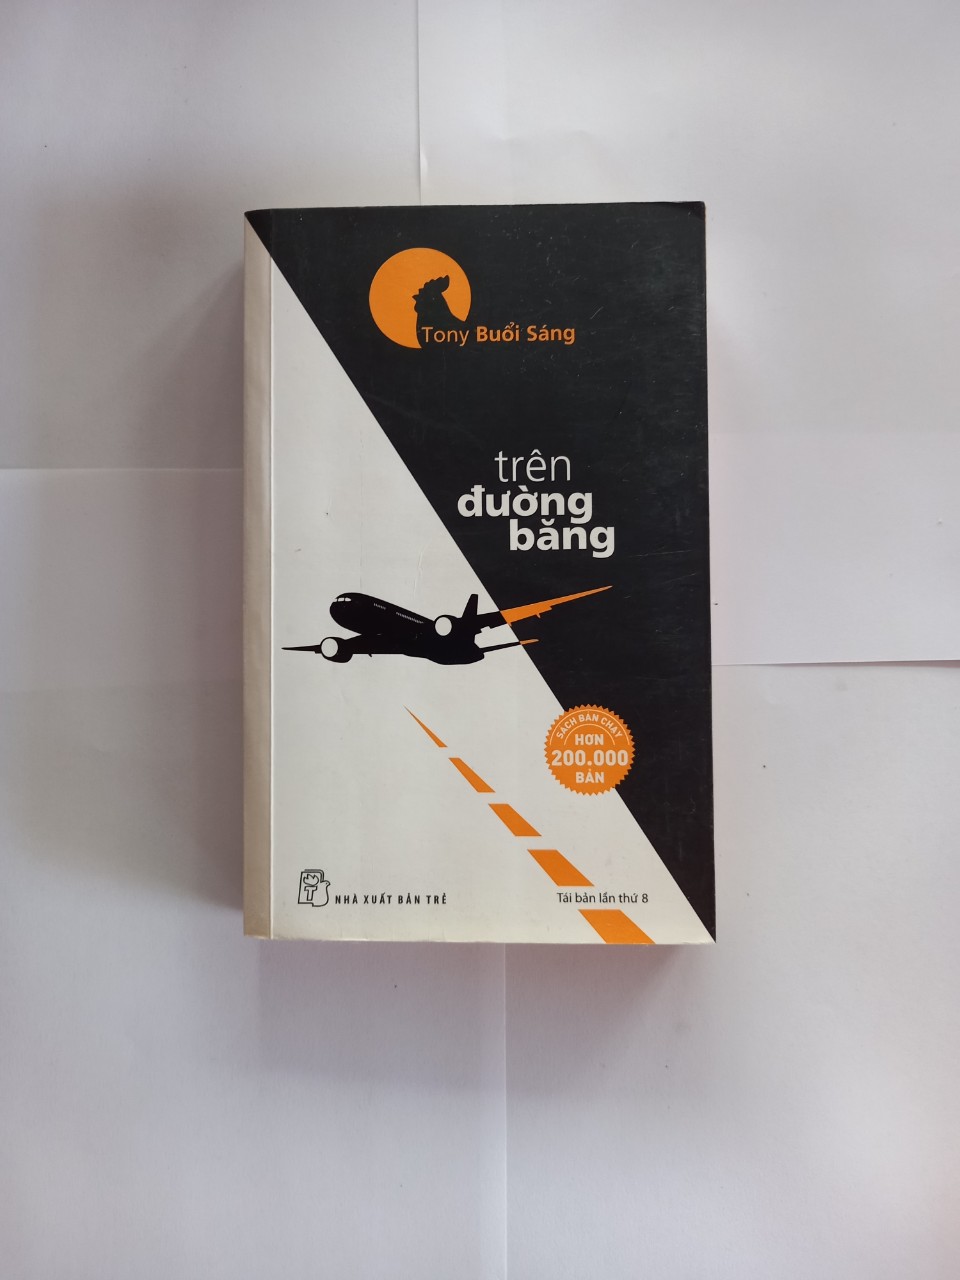 Tony Buổi Sáng
trên
đường
băng
SÁCH BÁN CHẠY
HƠN
200.000
BẢN
T
NHÀ XUẤT BẢN TRẺ
Tái bản lần thứ 8